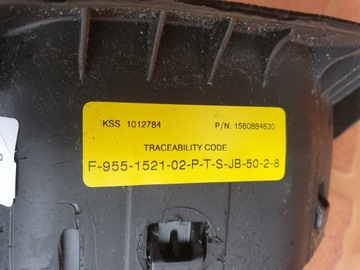 KSS 1012784 P/N. 1560884630
TRACEABILITY CODE
F-955-1521-02-P-T-S-JB-50-2-8